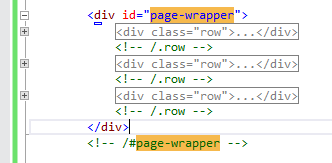 <div id="page-wrapper">
<div class="row">...</div>
<!-- /.row -->
<div class="row">...</div>
<!-- /.row -->
<div class="row">...</div>
<!-- /.row -->
</div>
<!-- /#page-wrapper -->